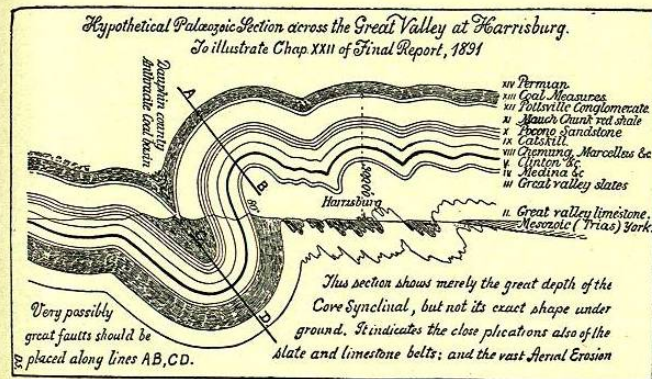 Hypothetical Palæozoic Section across the Great Valley at Harrisburg.
To illustrate Chap. XXII of Final Report, 1891
Dauphin county
Anthracite Coal basin
A
B
C
D
80°
30000
Harrisburg
XIV Permian
XIII Coal Measures
XII Pottsville Conglomerate
XI Mauch Chunk red shale
X Pocono Sandstone
IX Catskill
VIII Chemung, Marcellus &c
V Clinton &c
IV Medina &c
III Great valley slates
II. Great valley limestone.
Mesozoic (Trias) York.
Very possibly
great faults should be
placed along lines AB, CD.
This section shows merely the great depth of the
Cove Synclinal, but not its exact shape under
ground. It indicates the close plications also of the
slate and limestone belts; and the vast Aerial Erosion